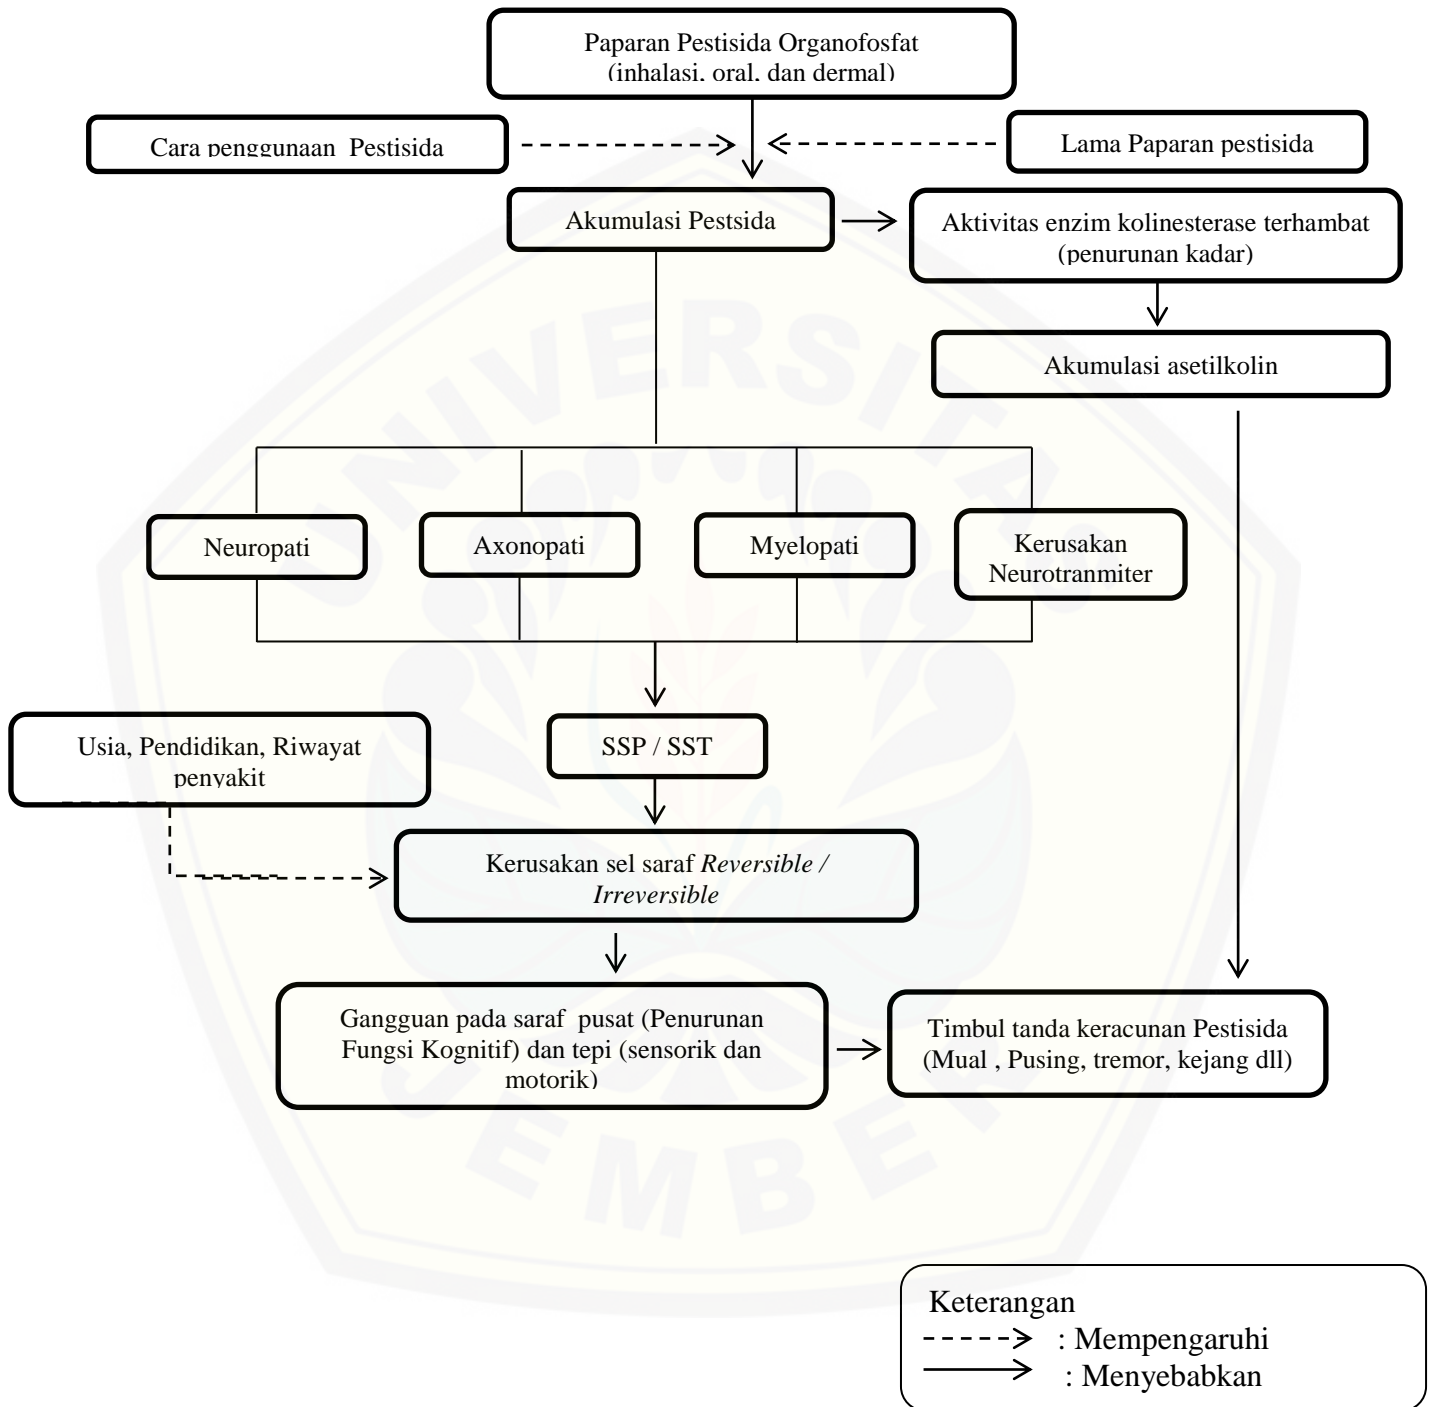 Paparan Pestisida Organofosfat
(inhalasi, oral, dan dermal)
Cara penggunaan Pestisida
Lama Paparan pestisida
Akumulasi Pestsida
Aktivitas enzim kolinesterase terhambat
(penurunan kadar)
Akumulasi asetilkolin
Neuropati
Axonopati
Myelopati
Kerusakan
Neurotranmiter
Usia, Pendidikan, Riwayat
penyakit
SSP / SST
Kerusakan sel saraf Reversible /
Irreversible
Gangguan pada saraf pusat (Penurunan
Fungsi Kognitif) dan tepi (sensorik dan
motorik)
Timbul tanda keracunan Pestisida
(Mual , Pusing, tremor, kejang dll)
Keterangan
: Mempengaruhi
: Menyebabkan
UNIVERSITAS
JEMBER